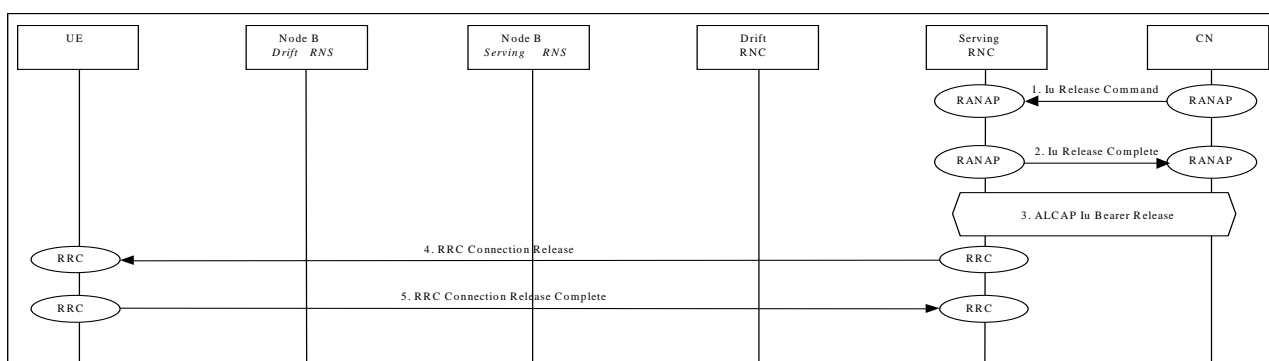 UE
Node B
Drift RNS
Node B
Serving RNS
Drift
RNC
Serving
RNC
CN
1. Iu Release Command
RANAP
RANAP
2. Iu Release Complete
RANAP
RANAP
3. ALCAP Iu Bearer Release
4. RRC Connection Release
RRC
RRC
5. RRC Connection Release Complete
RRC
RRC